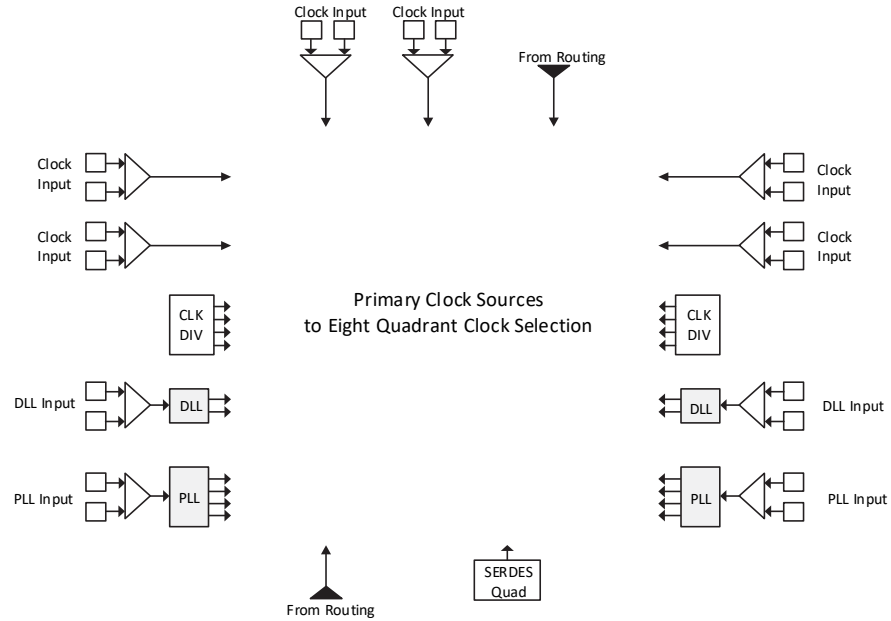 Clock Input
Clock Input
From Routing
Clock
Input
Clock
Input
Clock
Input
Clock
Input
Primary Clock Sources
to Eight Quadrant Clock Selection
CLK
DIV
CLK
DIV
DLL Input
DLL
DLL
DLL Input
PLL Input
PLL
PLL
PLL Input
From Routing
SERDES
Quad